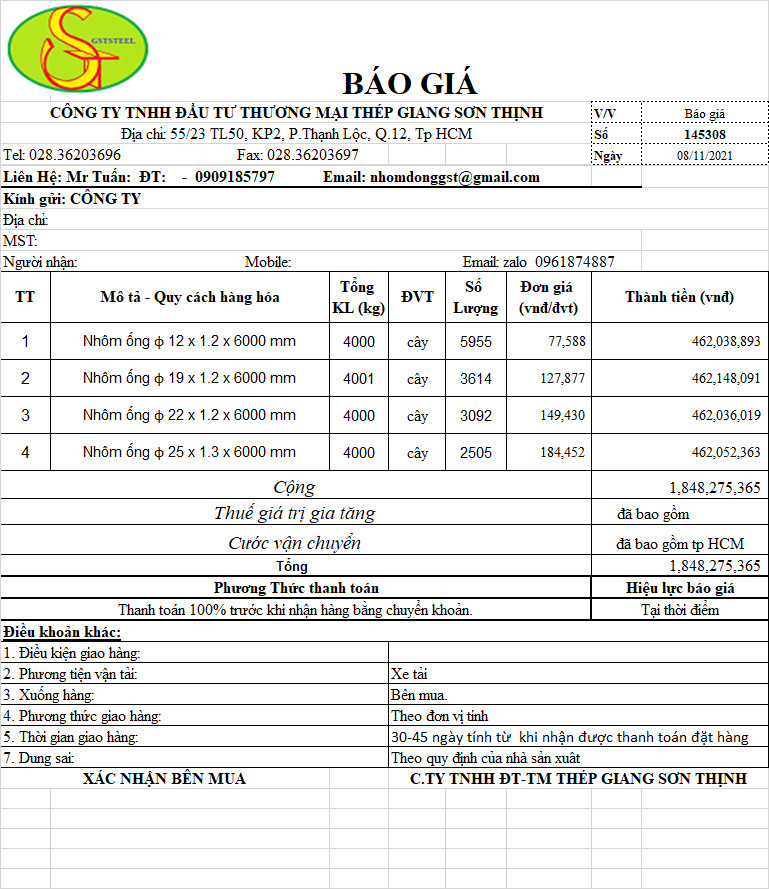 GSTSTEEL
BÁO GIÁ
CÔNG TY TNHH ĐẦU TƯ THƯƠNG MẠI THÉP GIANG SƠN THỊNH V/V Báo giá
Địa chỉ: 55/23 TL50, KP2, P.Thạnh Lộc, Q.12, Tp HCM Số 145308
Tel: 028.36203696 Fax: 028.36203697 Ngày 08/11/2021
Liên Hệ: Mr Tuấn: ĐT: - 0909185797 Email: nhomdonggst@gmail.com
Kính gửi: CÔNG TY
Địa chỉ:
MST:
Người nhận: Mobile: Email: zalo 0961874887
TT Mô tả - Quy cách hàng hóa Tổng KL (kg) ĐVT Số Lượng Đơn giá (vnđ/đvt) Thành tiền (vnđ)
1 Nhôm ống φ 12 x 1.2 x 6000 mm 4000 cây 5955 77,588 462,038,893
2 Nhôm ống φ 19 x 1.2 x 6000 mm 4001 cây 3614 127,877 462,148,091
3 Nhôm ống φ 22 x 1.2 x 6000 mm 4000 cây 3092 149,430 462,036,019
4 Nhôm ống φ 25 x 1.3 x 6000 mm 4000 cây 2505 184,452 462,052,363
Cộng 1,848,275,365
Thuế giá trị gia tăng đã bao gồm
Cước vận chuyển đã bao gồm tp HCM
Tổng 1,848,275,365
Phương Thức thanh toán Hiệu lực báo giá
Thanh toán 100% trước khi nhận hàng bằng chuyển khoản. Tại thời điểm
Điều khoản khác:
1. Điều kiện giao hàng:
2. Phương tiện vận tải: Xe tải
3. Xuống hàng: Bên mua.
4. Phương thức giao hàng: Theo đơn vị tính
5. Thời gian giao hàng: 30-45 ngày tính từ khi nhận được thanh toán đặt hàng
7. Dung sai: Theo quy định của nhà sản xuât
XÁC NHẬN BÊN MUA C.TY TNHH ĐT-TM THÉP GIANG SƠN THỊNH